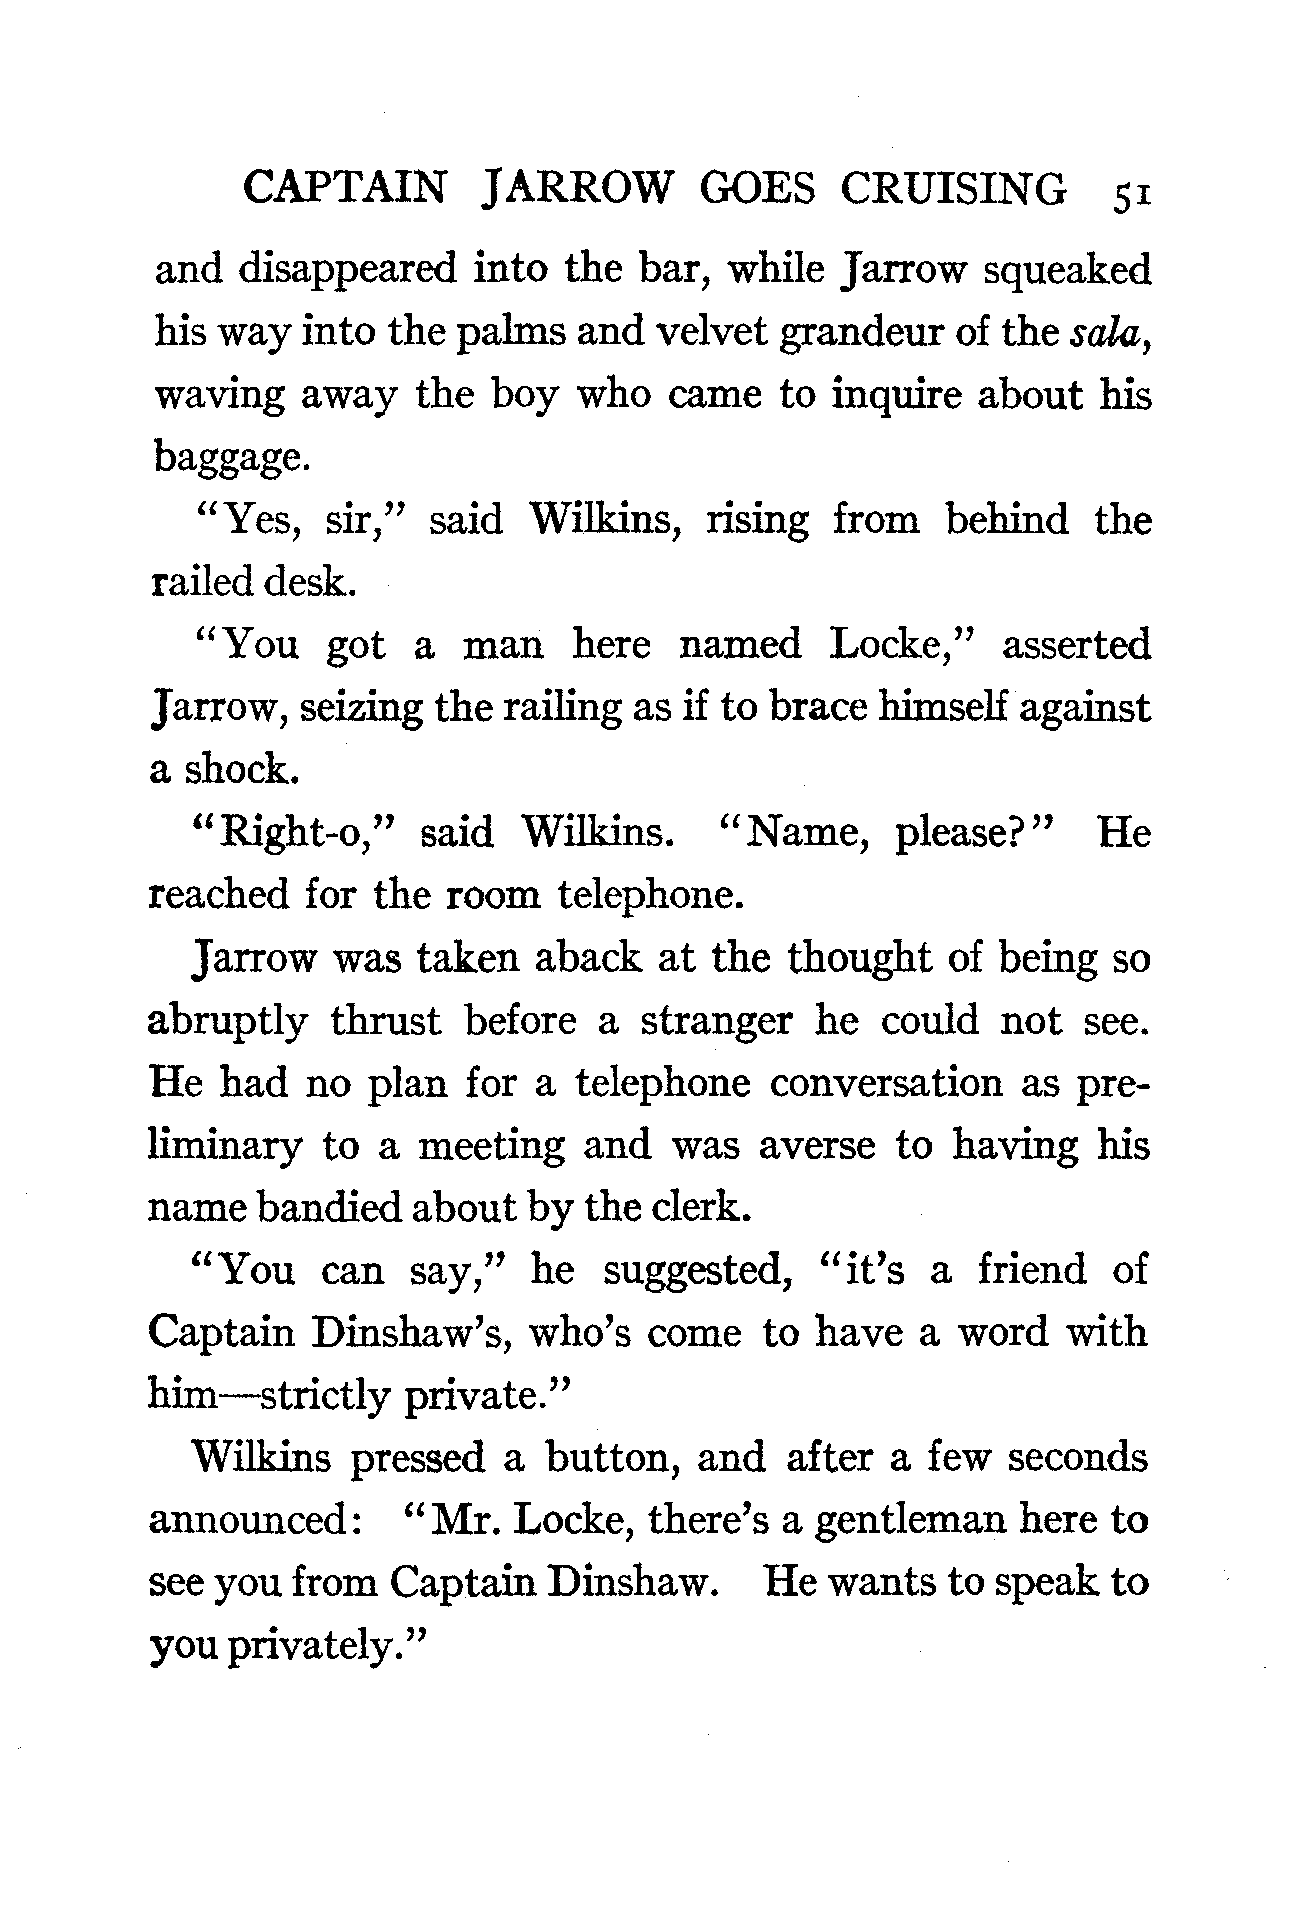 CAPTAIN JARROW GOES CRUISING 51
and disappeared into the bar, while Jarrow squeaked
his way into the palms and velvet grandeur of the sala,
waving away the boy who came to inquire about his
baggage.
“Yes, sir,” said Wilkins, rising from behind the
railed desk.
“You got a man here named Locke,” asserted
Jarrow, seizing the railing as if to brace himself against
a shock.
“Right-o,” said Wilkins. “Name, please?” He
reached for the room telephone.
Jarrow was taken aback at the thought of being so
abruptly thrust before a stranger he could not see.
He had no plan for a telephone conversation as pre-
liminary to a meeting and was averse to having his
name bandied about by the clerk.
“You can say,” he suggested, “it’s a friend of
Captain Dinshaw’s, who’s come to have a word with
him—strictly private.”
Wilkins pressed a button, and after a few seconds
announced: “Mr. Locke, there’s a gentleman here to
see you from Captain Dinshaw. He wants to speak to
you privately.”